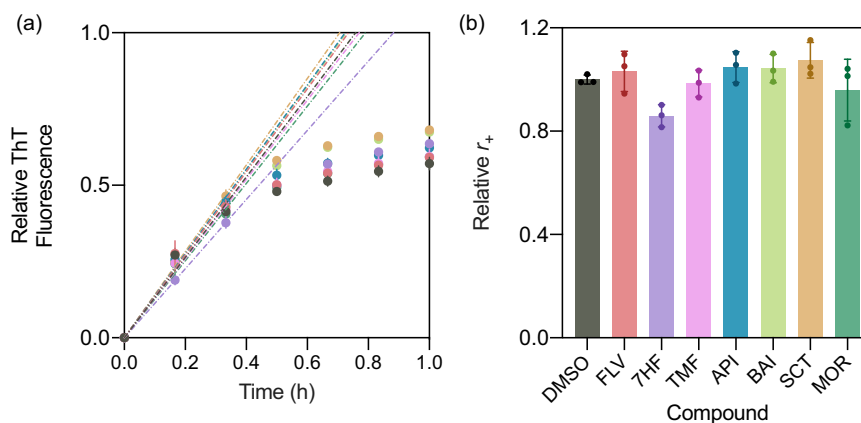 (a)
1.0
0.5
0.0
Relative ThT
Fluorescence
0.0 0.2 0.4 0.6 0.8 1.0
Time (h)
(b)
1.2
0.8
0.4
0.0
Relative r+
DMSO FLV 7HF TMF API BAI SCT MOR
Compound